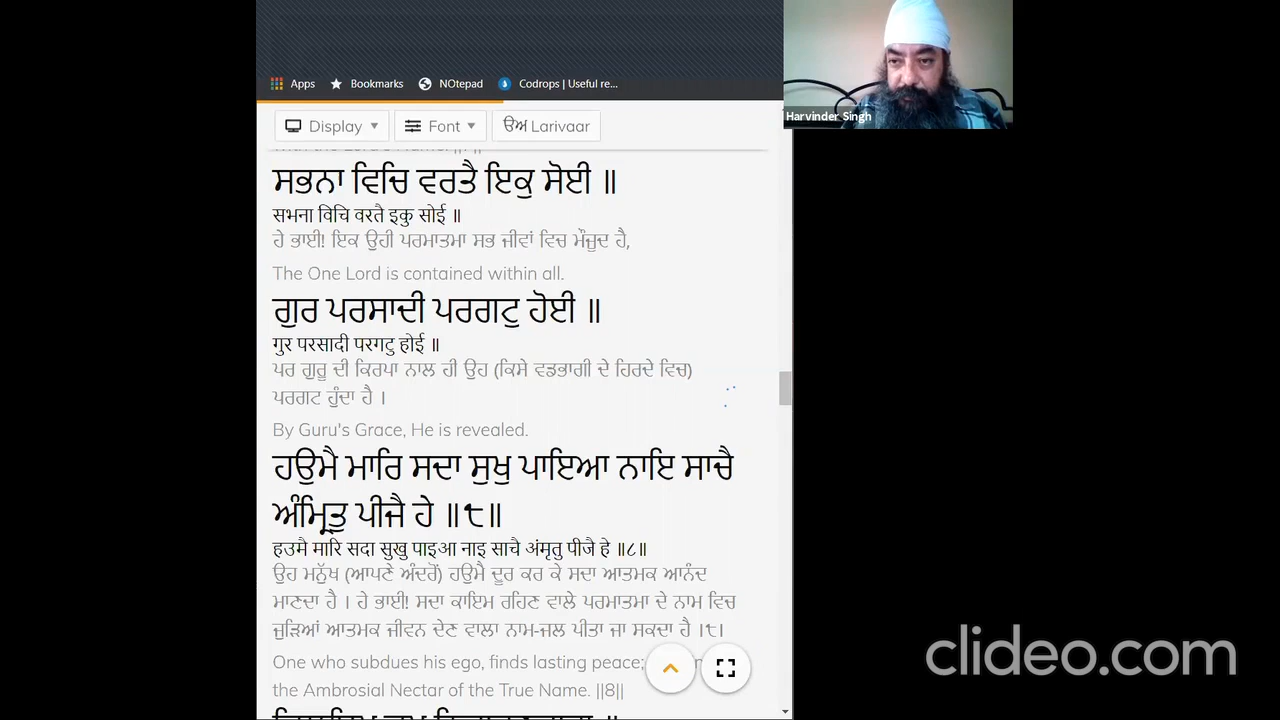 Apps Bookmarks NOtepad Codrops | Useful re...
Harvinder Singh
Display Font ੳਅ Larivaar
ਸਭਨਾ ਵਿਚਿ ਵਰਤੈ ਇਕੁ ਸੋਈ ॥
सभना विचि वरतै इकु सोई ॥
ਹੇ ਭਾਈ! ਇਕ ਉਹੀ ਪਰਮਾਤਮਾ ਸਭ ਜੀਵਾਂ ਵਿਚ ਮੌਜੂਦ ਹੈ,
The One Lord is contained within all.
ਗੁਰ ਪਰਸਾਦੀ ਪਰਗਟੁ ਹੋਈ ॥
गुर परसादी परगटु होई ॥
ਪਰ ਗੁਰੂ ਦੀ ਕਿਰਪਾ ਨਾਲ ਹੀ ਉਹ (ਕਿਸੇ ਵਡਭਾਗੀ ਦੇ ਹਿਰਦੇ ਵਿਚ)
ਪਰਗਟ ਹੁੰਦਾ ਹੈ ।
By Guru's Grace, He is revealed.
ਹਉਮੈ ਮਾਰਿ ਸਦਾ ਸੁਖੁ ਪਾਇਆ ਨਾਇ ਸਾਚੈ
ਅੰਮ੍ਰਿਤੁ ਪੀਜੈ ਹੇ ॥੮॥
हउमै मारि सदा सुखु पाइआ नाइ साचै अंमृतु पीजै हे ॥८॥
ਉਹ ਮਨੁੱਖ (ਆਪਣੇ ਅੰਦਰੋਂ) ਹਉਮੈ ਦੂਰ ਕਰ ਕੇ ਸਦਾ ਆਤਮਕ ਆਨੰਦ
ਮਾਣਦਾ ਹੈ । ਹੇ ਭਾਈ! ਸਦਾ ਕਾਇਮ ਰਹਿਣ ਵਾਲੇ ਪਰਮਾਤਮਾ ਦੇ ਨਾਮ ਵਿਚ
ਜੁੜਿਆਂ ਆਤਮਕ ਜੀਵਨ ਦੇਣ ਵਾਲਾ ਨਾਮ-ਜਲ ਪੀਤਾ ਜਾ ਸਕਦਾ ਹੈ ।੮।
One who subdues his ego, finds lasting peace;
the Ambrosial Nectar of the True Name. ||8||
clideo.com